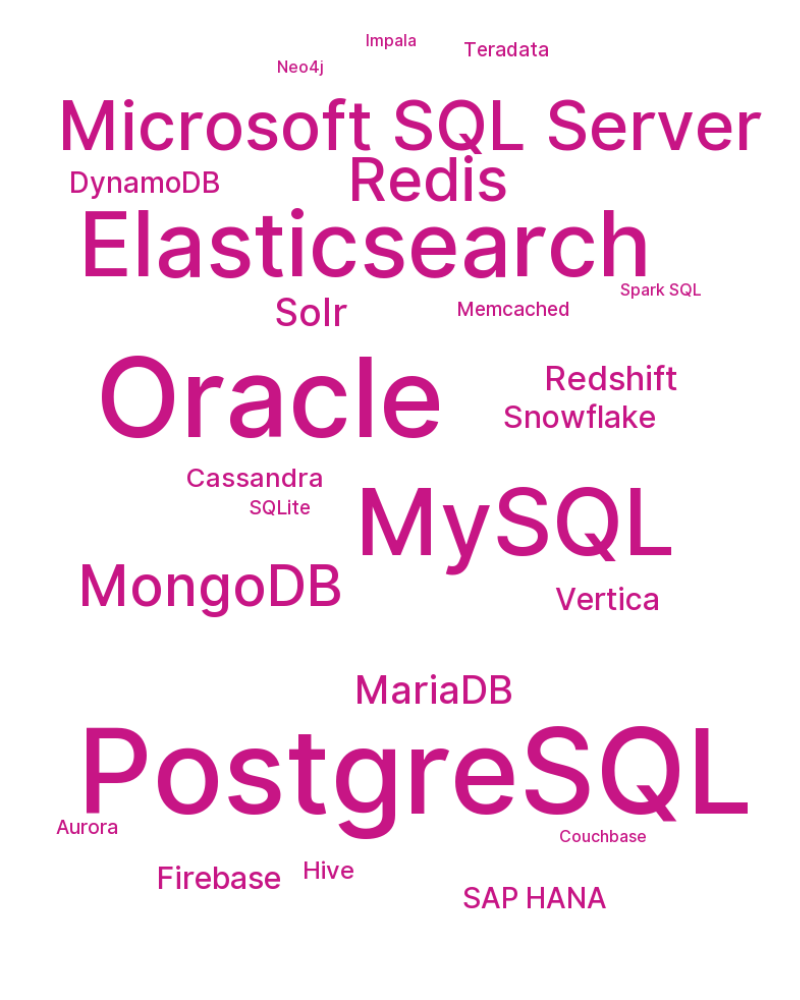 Impala
Teradata
Neo4j
Microsoft SQL Server
DynamoDB
Redis
Elasticsearch
Spark SQL
Solr
Memcached
Oracle
Redshift
Snowflake
Cassandra
SQLite
MySQL
MongoDB
Vertica
MariaDB
PostgreSQL
Aurora
Couchbase
Firebase
Hive
SAP HANA